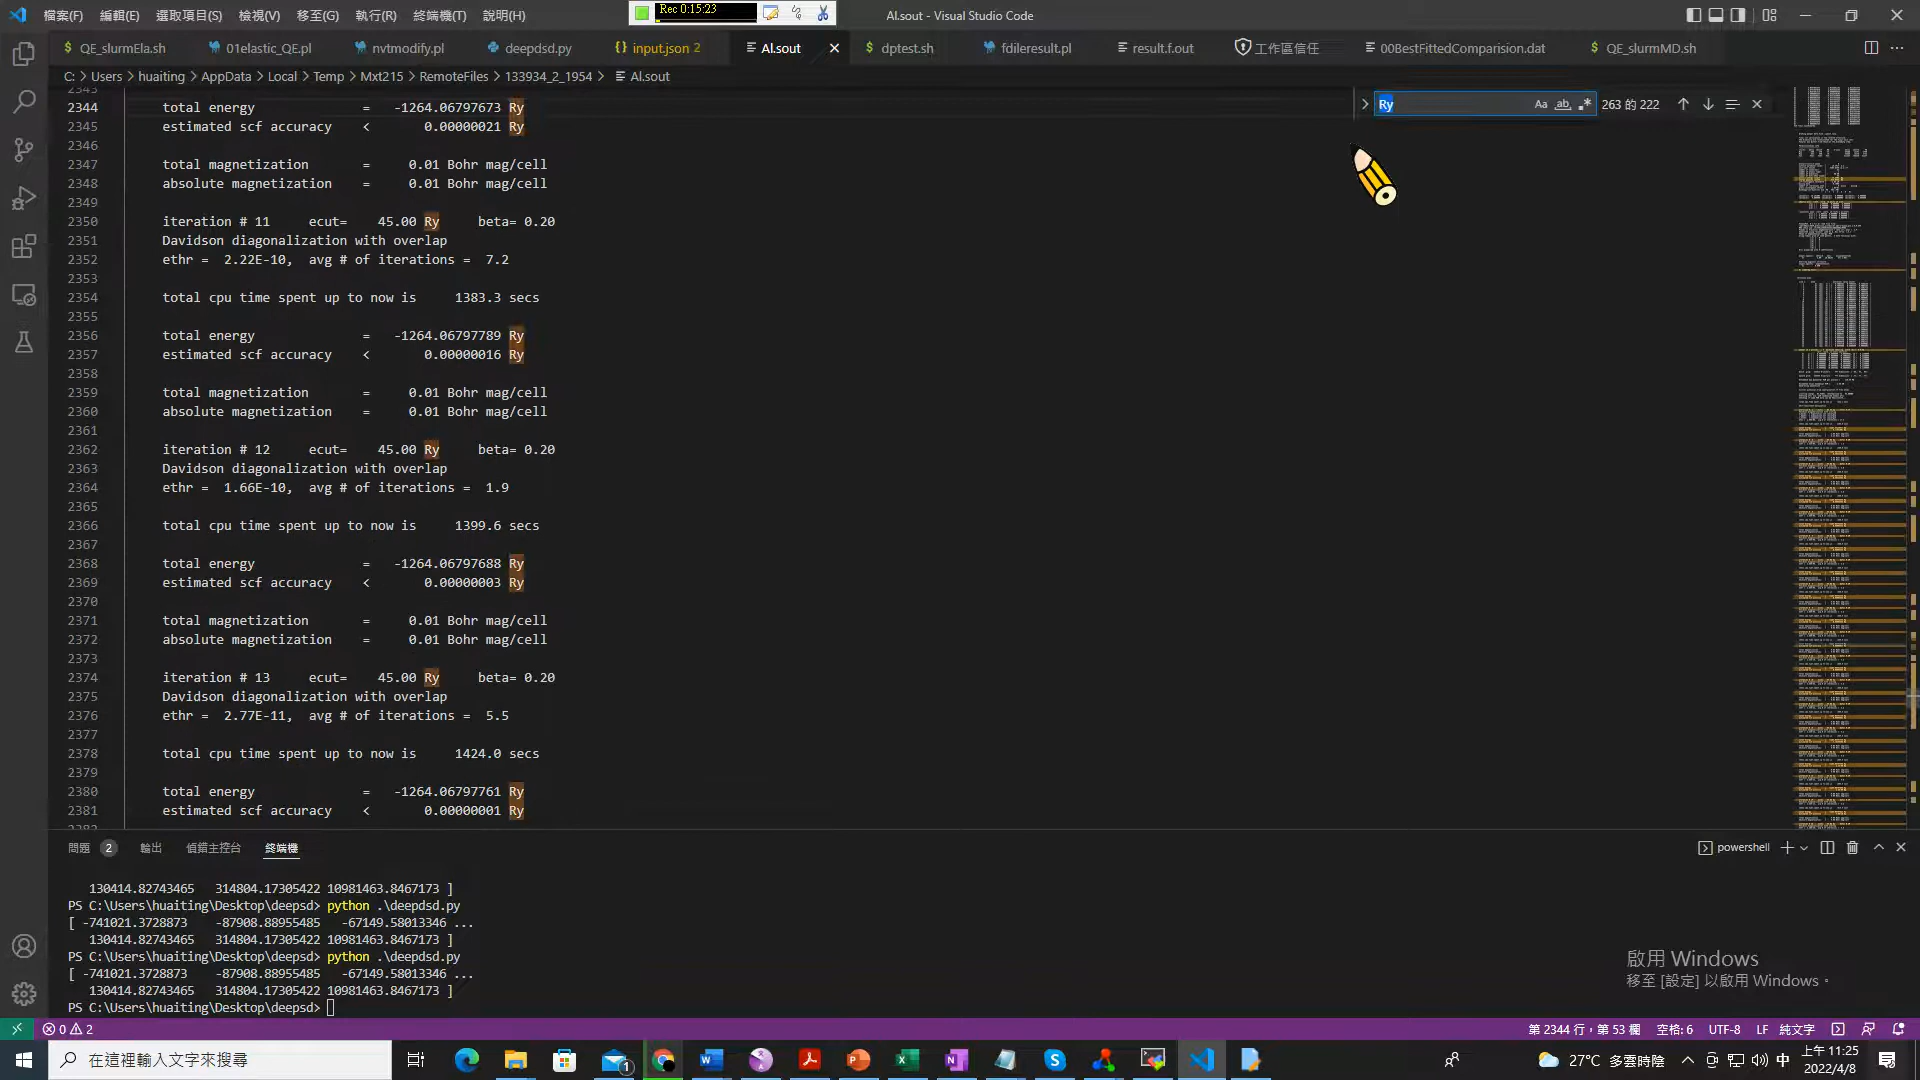 檔案(F) 編輯(E) 選取項目(S) 檢視(V) 移至(G) 執行(R) 終端機(T) 說明(H) Rec 0:15:23 Al.sout - Visual Studio Code
QE_slurmEla.sh 01elastic_QE.pl nvtmodify.pl deepdsd.py input.json 2 Al.sout dptest.sh fdileresult.pl result.f.out 工作區信任 00BestFittedComparision.dat QE_slurmMD.sh
C: > Users > huaiting > AppData > Local > Temp > Mxt215 > RemoteFiles > 133934_2_1954 > Al.sout
Ry Aa ab 263 的 222
2343
2344 total energy = -1264.06797673 Ry
2345 estimated scf accuracy < 0.00000021 Ry
2346
2347 total magnetization = 0.01 Bohr mag/cell
2348 absolute magnetization = 0.01 Bohr mag/cell
2349
2350 iteration # 11 ecut= 45.00 Ry beta= 0.20
2351 Davidson diagonalization with overlap
2352 ethr = 2.22E-10, avg # of iterations = 7.2
2353
2354 total cpu time spent up to now is 1383.3 secs
2355
2356 total energy = -1264.06797789 Ry
2357 estimated scf accuracy < 0.00000016 Ry
2358
2359 total magnetization = 0.01 Bohr mag/cell
2360 absolute magnetization = 0.01 Bohr mag/cell
2361
2362 iteration # 12 ecut= 45.00 Ry beta= 0.20
2363 Davidson diagonalization with overlap
2364 ethr = 1.66E-10, avg # of iterations = 1.9
2365
2366 total cpu time spent up to now is 1399.6 secs
2367
2368 total energy = -1264.06797688 Ry
2369 estimated scf accuracy < 0.00000003 Ry
2370
2371 total magnetization = 0.01 Bohr mag/cell
2372 absolute magnetization = 0.01 Bohr mag/cell
2373
2374 iteration # 13 ecut= 45.00 Ry beta= 0.20
2375 Davidson diagonalization with overlap
2376 ethr = 2.77E-11, avg # of iterations = 5.5
2377
2378 total cpu time spent up to now is 1424.0 secs
2379
2380 total energy = -1264.06797761 Ry
2381 estimated scf accuracy < 0.00000001 Ry
問題 2 輸出 偵錯主控台 終端機 powershell
130414.82743465 314804.17305422 10981463.8467173 ]
PS C:\Users\huaiting\Desktop\deepsd> python .\deepdsd.py
[ -741021.3728873 -87908.88955485 -67149.58013346 ...
130414.82743465 314804.17305422 10981463.8467173 ]
PS C:\Users\huaiting\Desktop\deepsd> python .\deepdsd.py
[ -741021.3728873 -87908.88955485 -67149.58013346 ...
130414.82743465 314804.17305422 10981463.8467173 ]
PS C:\Users\huaiting\Desktop\deepsd>
啟用 Windows
移至 [設定] 以啟用 Windows。
0 2 第 2344 行，第 53 欄 空格: 6 UTF-8 LF 純文字
在這裡輸入文字來搜尋 1 27°C 多雲時陰 中 上午 11:25
2022/4/8